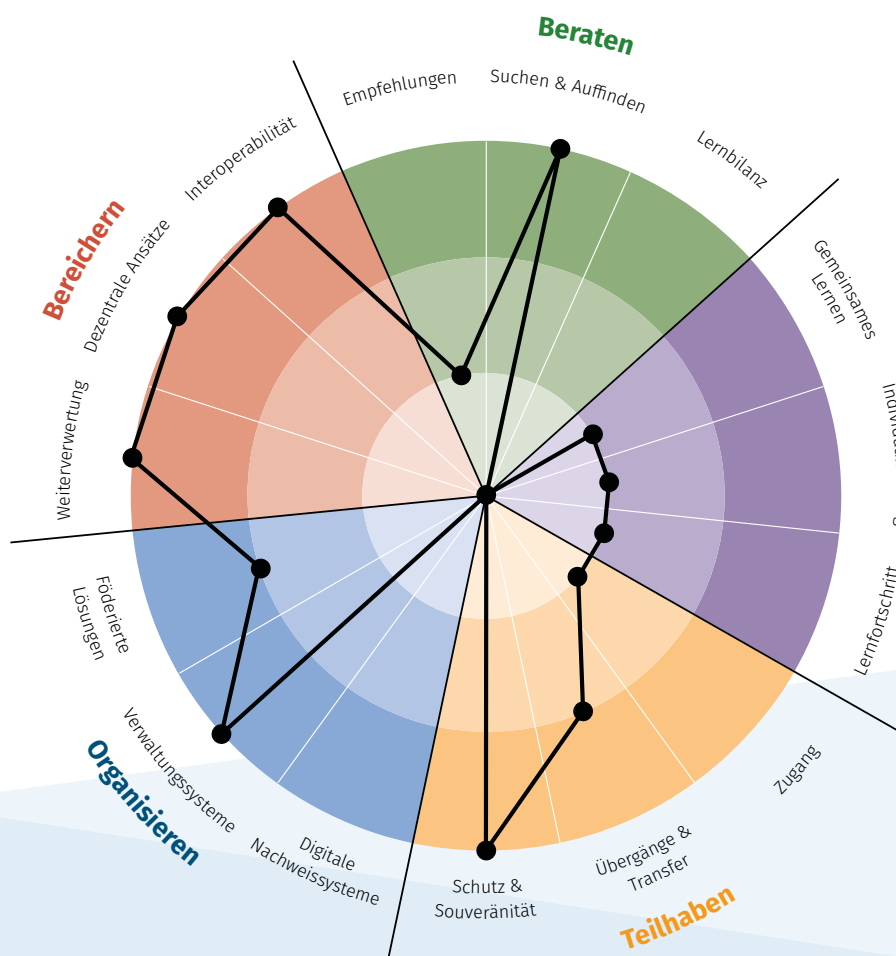 Beraten
Empfehlungen
Suchen & Auffinden
Lernbilanz
Gemeinsames
Lernen
Lernfortschritt
Zugang
Übergänge &
Transfer
Teilhaben
Schutz &
Souveränität
Digitale
Nachweissysteme
Verwaltungssysteme
Organisieren
Föderierte
Lösungen
Weiterverwertung
Dezentrale Ansätze
Interoperabilität
Bereichern